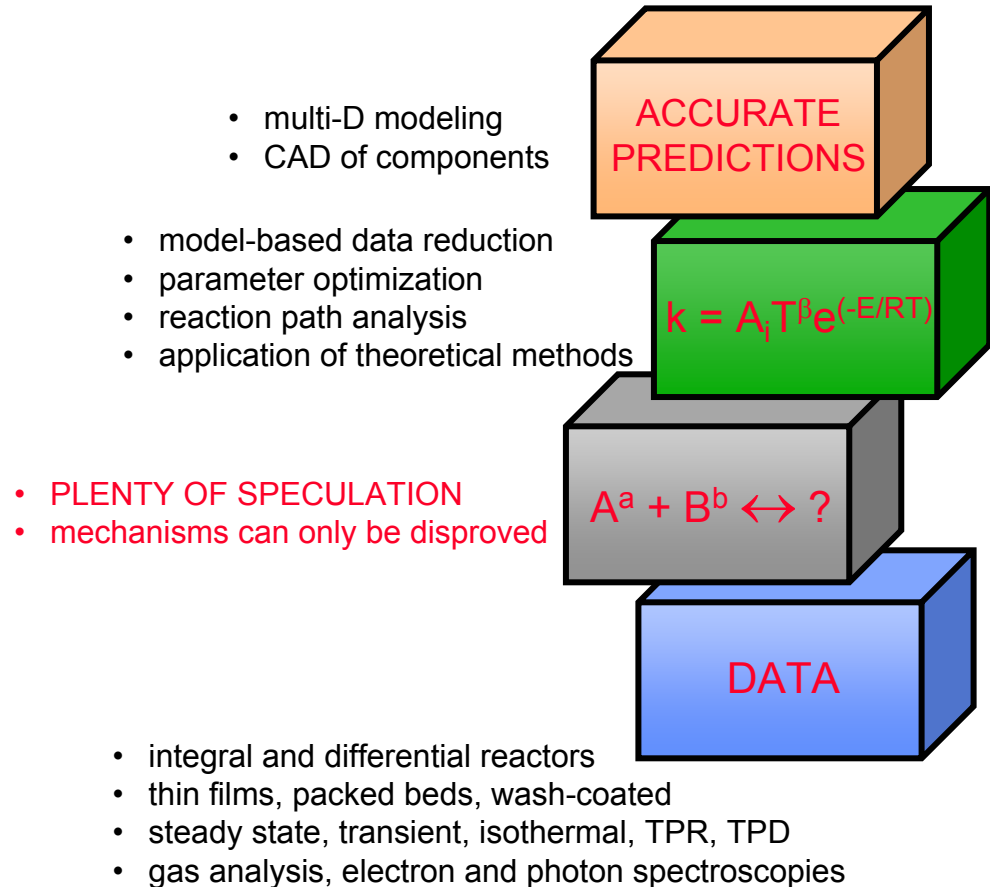 ACCURATE
PREDICTIONS
• multi-D modeling
• CAD of components
k = AᵢTᵝe⁽⁻ᴱ/ᴿᵀ⁾
• model-based data reduction
• parameter optimization
• reaction path analysis
• application of theoretical methods
Aᵃ + Bᵇ ↔ ?
• PLENTY OF SPECULATION
• mechanisms can only be disproved
DATA
• integral and differential reactors
• thin films, packed beds, wash-coated
• steady state, transient, isothermal, TPR, TPD
• gas analysis, electron and photon spectroscopies